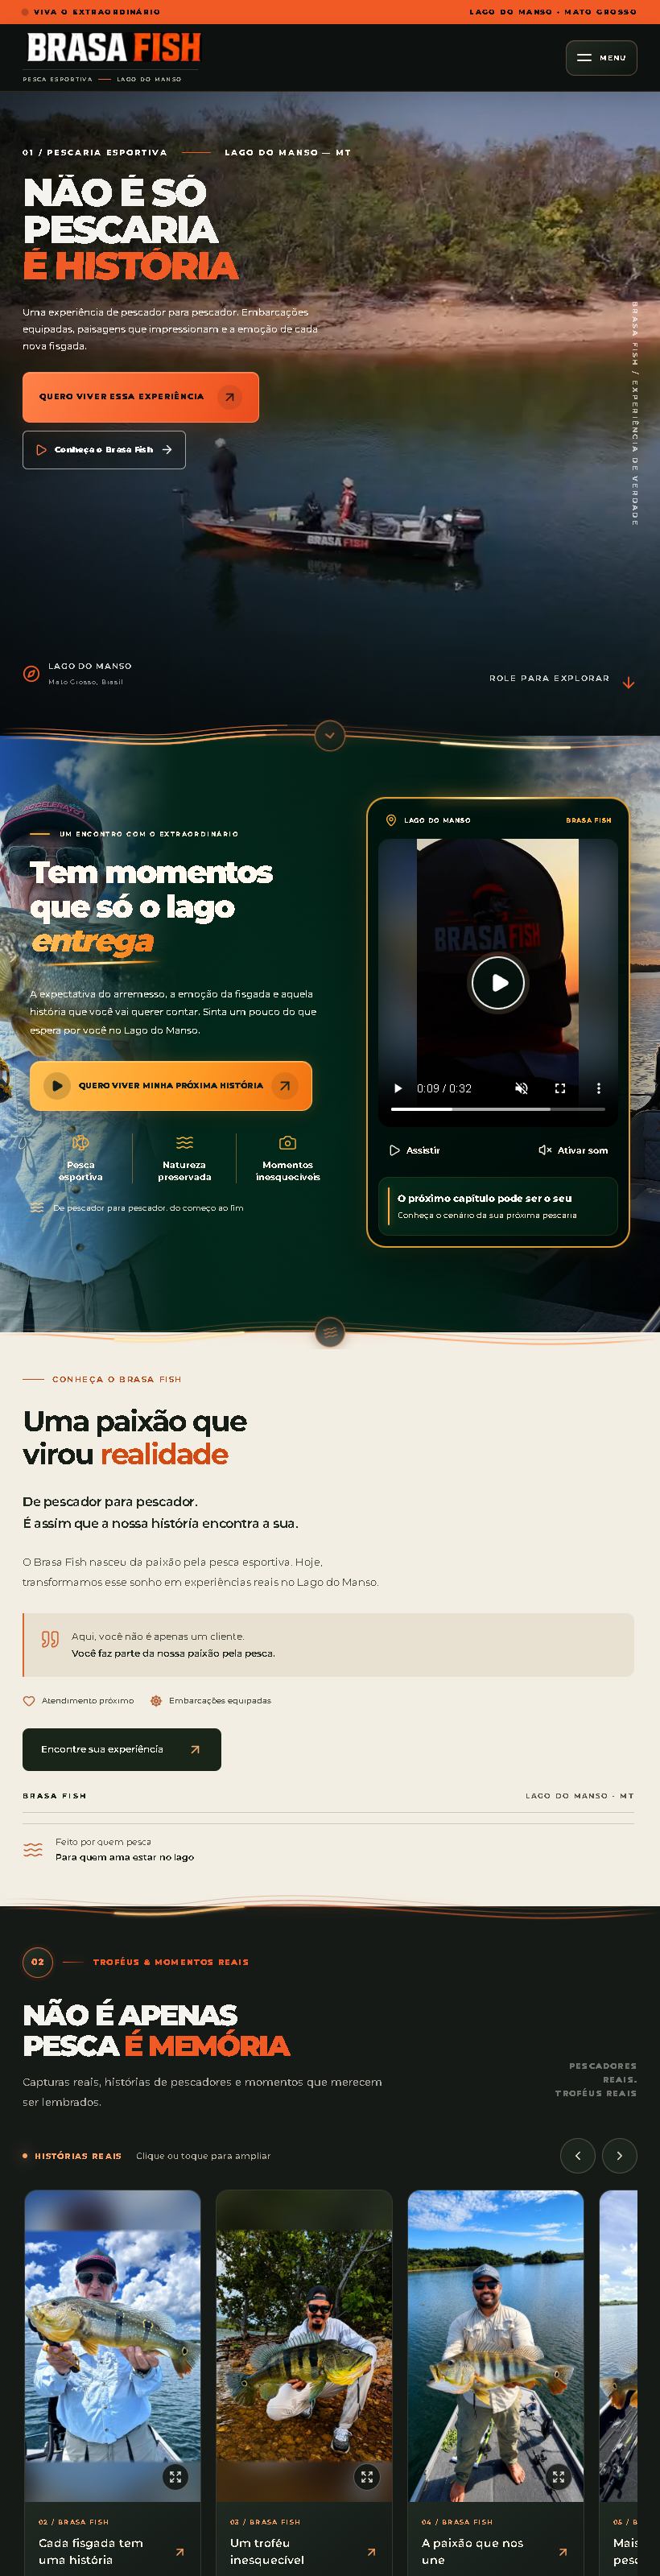 VIVA O EXTRAORDINÁRIO
LAGO DO MANSO • MATO GROSSO
BRASA FISH
PESCA ESPORTIVA — LAGO DO MANSO
MENU
01 / PESCARIA ESPORTIVA — LAGO DO MANSO — MT
NÃO É SÓ
PESCARIA
É HISTÓRIA
Uma experiência de pescador para pescador. Embarcações
equipadas, paisagens que impressionam e a emoção de cada
nova fisgada.
QUERO VIVER ESSA EXPERIÊNCIA
Conheça o Brasa Fish
BRASA FISH / EXPERIÊNCIA DE VERDADE
BRASA FISH
LAGO DO MANSO
Mato Grosso, Brasil
ROLE PARA EXPLORAR
UM ENCONTRO COM O EXTRAORDINÁRIO
Tem momentos
que só o lago
entrega
A expectativa do arremesso, a emoção da fisgada e aquela
história que você vai querer contar. Sinta um pouco do que
espera por você no Lago do Manso.
QUERO VIVER MINHA PRÓXIMA HISTÓRIA
Pesca
esportiva
Natureza
preservada
Momentos
inesquecíveis
De pescador para pescador, do começo ao fim
LAGO DO MANSO
BRASA FISH
BRASA FISH
0:09 / 0:32
Assistir
Ativar som
O próximo capítulo pode ser o seu
Conheça o cenário da sua próxima pescaria
CONHEÇA O BRASA FISH
Uma paixão que
virou realidade
De pescador para pescador.
É assim que a nossa história encontra a sua.
O Brasa Fish nasceu da paixão pela pesca esportiva. Hoje,
transformamos esse sonho em experiências reais no Lago do Manso.
Aqui, você não é apenas um cliente.
Você faz parte da nossa paixão pela pesca.
Atendimento próximo
Embarcações equipadas
Encontre sua experiência
BRASA FISH
LAGO DO MANSO - MT
Feito por quem pesca
Para quem ama estar no lago
02 — TROFÉUS & MOMENTOS REAIS
NÃO É APENAS
PESCA É MEMÓRIA
Capturas reais, histórias de pescadores e momentos que merecem
ser lembrados.
PESCADORES
REAIS.
TROFÉUS REAIS
HISTÓRIAS REAIS
Clique ou toque para ampliar
02 / BRASA FISH
Cada fisgada tem
uma história
03 / BRASA FISH
Um troféu
inesquecível
04 / BRASA FISH
A paixão que nos
une
05 / B
Mais